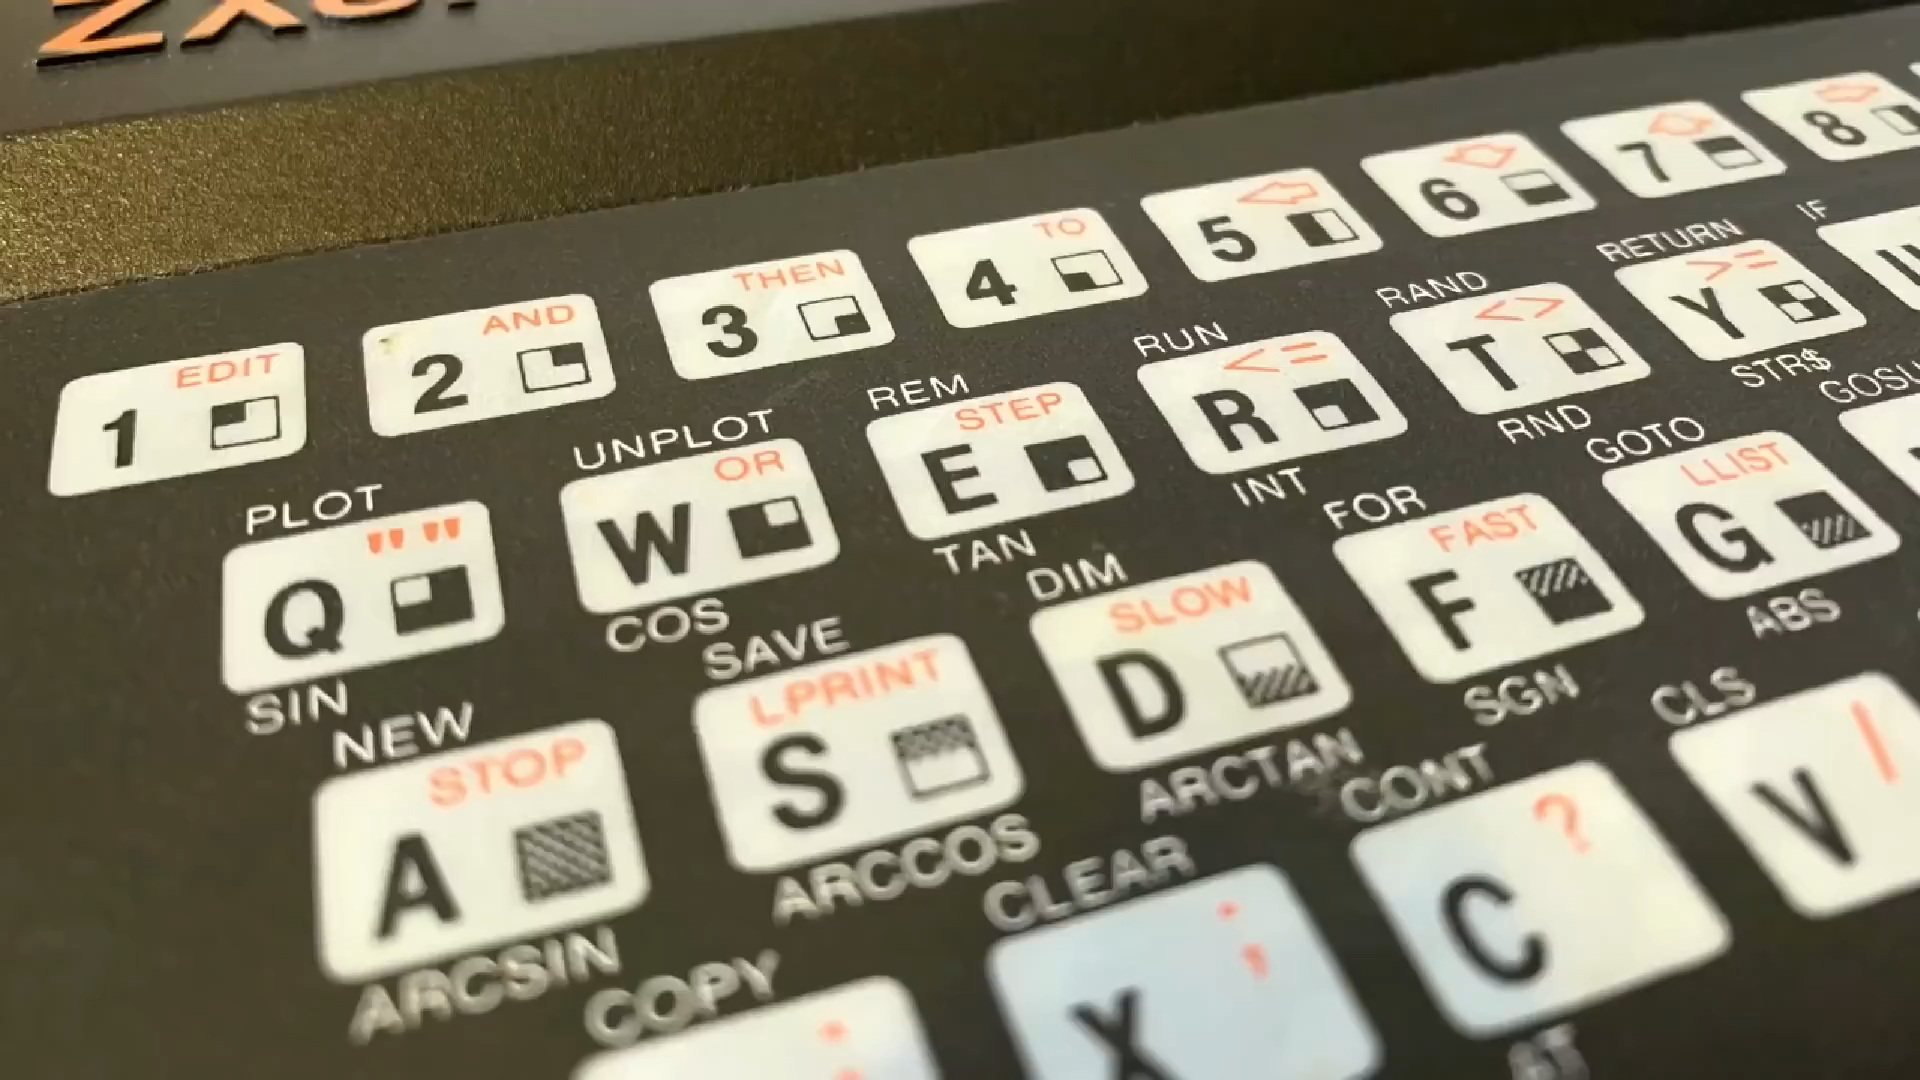 EDIT
1
AND
2
THEN
3
TO
4
5
6
7
8
PLOT
" "
Q
SIN
UNPLOT
OR
W
COS
REM
STEP
E
TAN
RUN
<=
R
INT
RAND
<>
T
RND
RETURN
>=
Y
STR$
IF
NEW
STOP
A
ARCSIN
SAVE
LPRINT
S
ARCCOS
DIM
SLOW
D
ARCTAN
FOR
FAST
F
SGN
GOTO
LLIST
G
ABS
COPY
:
CLEAR
;
X
CONT
?
C
AT
CLS
V